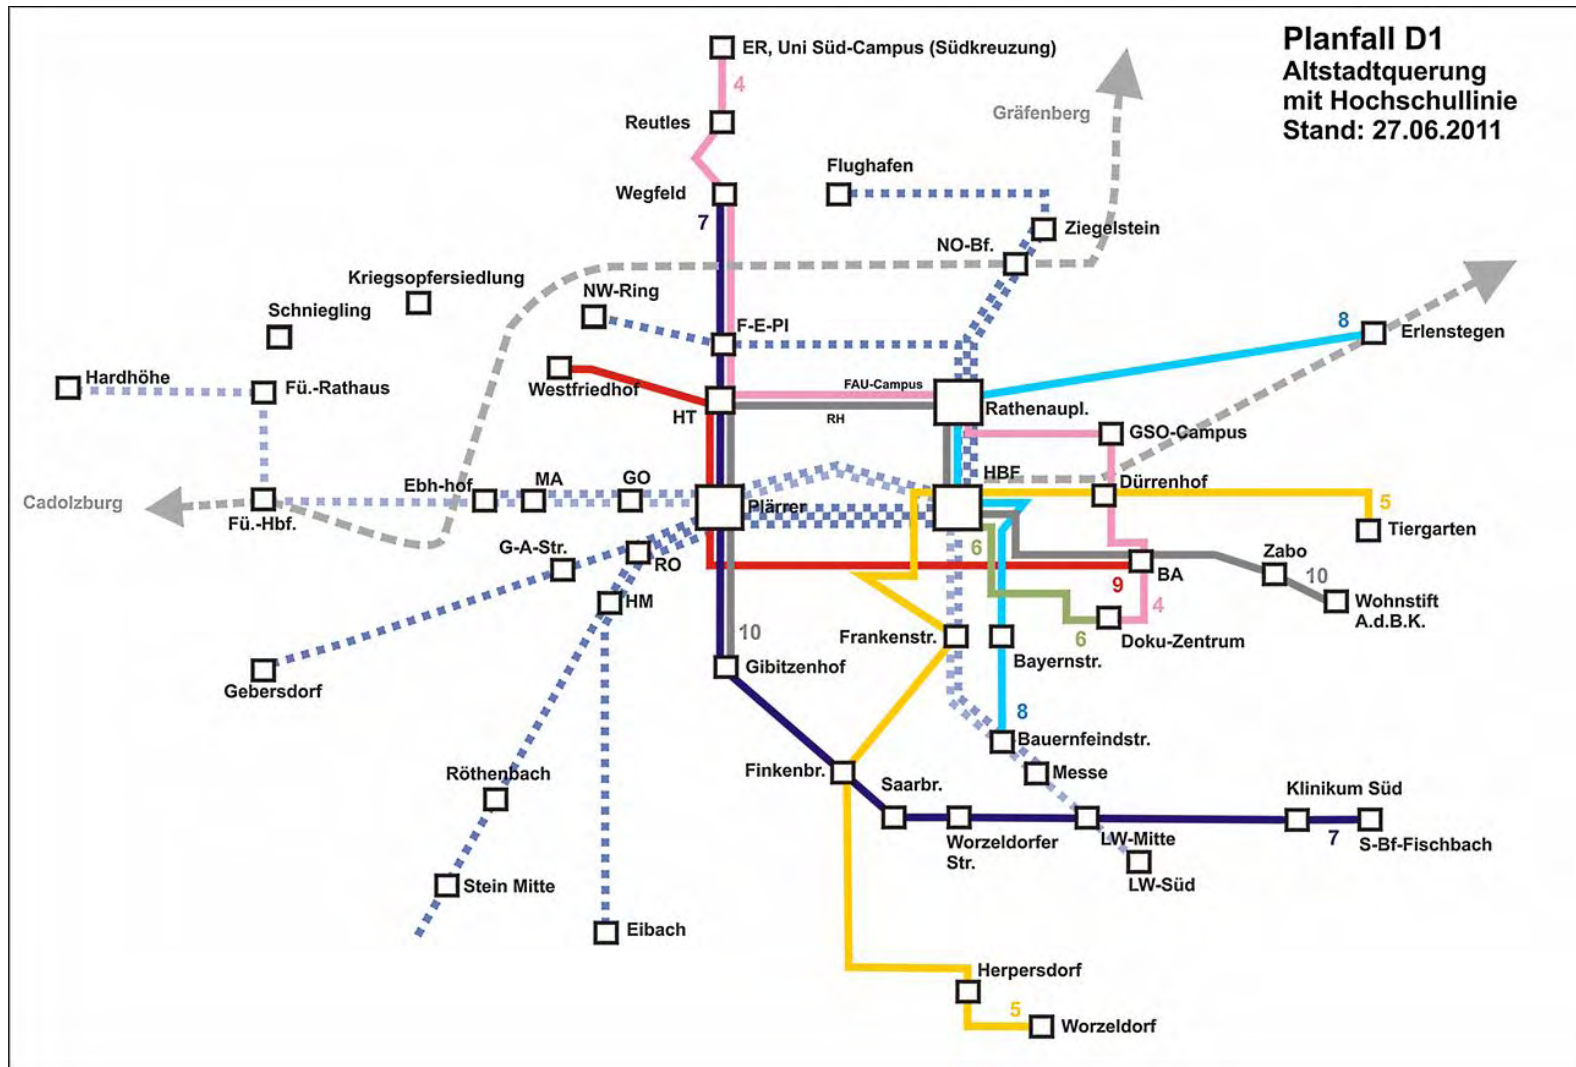 Planfall D1
Altstadtquerung
mit Hochschullinie
Stand: 27.06.2011
ER, Uni Süd-Campus (Südkreuzung)
4
Reutles
Gräfenberg
Flughafen
Wegfeld
7
Ziegelstein
NO-Bf.
Kriegsopfersiedlung
NW-Ring
Schniegling
F-E-Pl
8
Erlenstegen
Hardhöhe
Fü.-Rathaus
Westfriedhof
FAU-Campus
HT
RH
Rathenaupl.
GSO-Campus
HBF
Ebh-hof
MA
GO
Dürrenhof
Cadolzburg
Fü.-Hbf.
Plärrer
5
Tiergarten
G-A-Str.
RO
6
Zabo
BA
9
10
HM
4
Wohnstift
A.d.B.K.
10
Frankenstr.
6
Doku-Zentrum
Bayernstr.
Gibitzenhof
Gebersdorf
8
Bauernfeindstr.
Röthenbach
Finkenbr.
Messe
Saarbr.
Klinikum Süd
Worzeldorfer
Str.
LW-Mitte
7
S-Bf-Fischbach
Stein Mitte
LW-Süd
Eibach
Herpersdorf
5
Worzeldorf